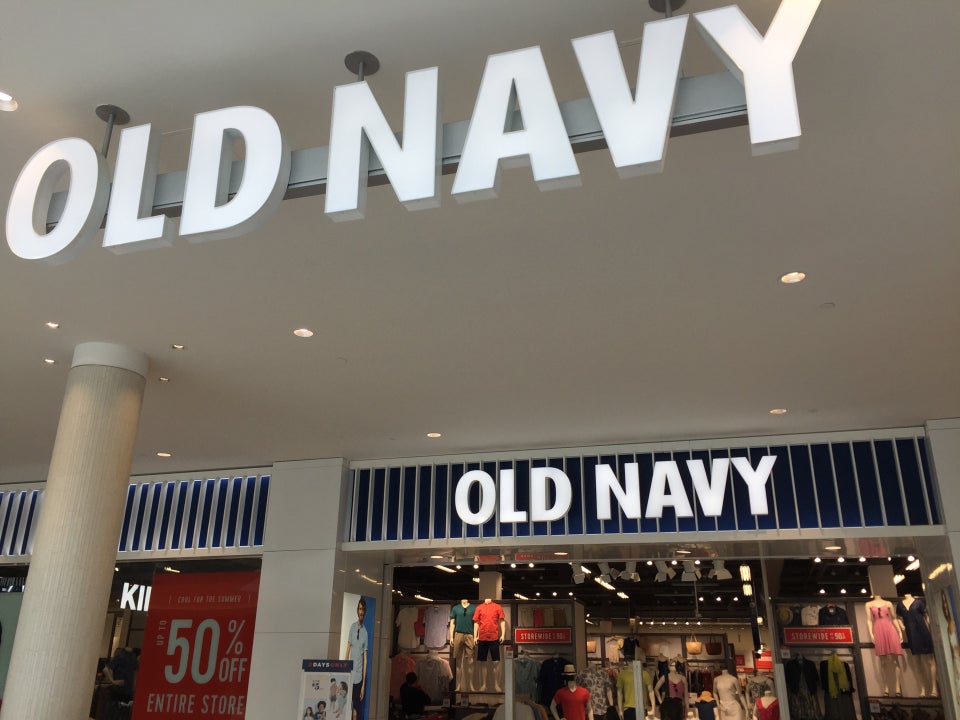 OLD NAVY
OLD NAVY
KI
COOL FOR THE SUMMER
UP TO
50% OFF
ENTIRE STORE
STOREWIDE
STOREWIDE
2 DAYS ONLY